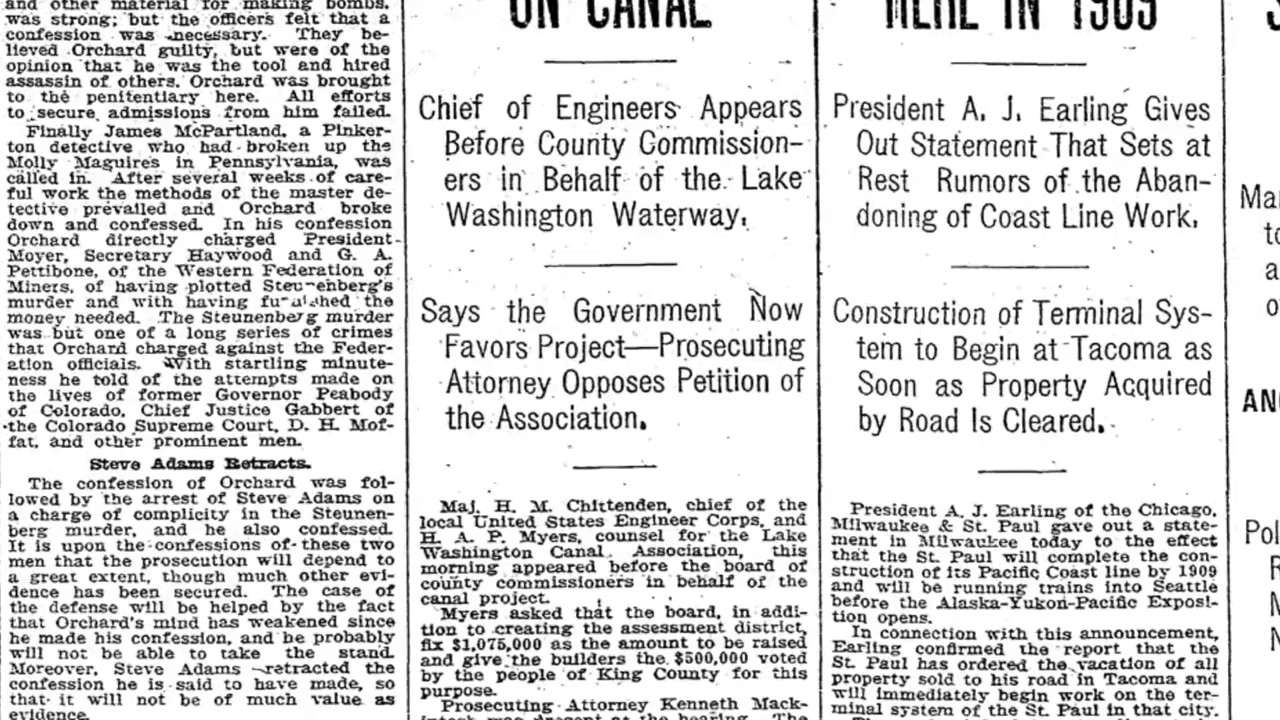 and other material for making bombs,
was strong; but the officers felt that a
confession was necessary. They be-
lieved Orchard guilty, but were of the
opinion that he was the tool and hired
assassin of others. Orchard was brought
to the penitentiary here. All efforts
to secure admissions from him failed.
Finally James McPartland, a Pinker-
ton detective who had broken up the
Molly Maguires in Pennsylvania, was
called in. After several weeks of care-
ful work the methods of the master de-
tective prevailed and Orchard broke
down and confessed. In his confession
Orchard directly charged President
Moyer, Secretary Haywood and G. A.
Pettibone, of the Western Federation of
Miners, of having plotted Steunenberg's
murder and with having furnished the
money needed. The Steunenberg murder
was but one of a long series of crimes
that Orchard charged against the Feder-
ation officials. With startling minute-
ness he told of the attempts made on
the lives of former Governor Peabody
of Colorado, Chief Justice Gabbert of
the Colorado Supreme Court, D. H. Mof-
fat, and other prominent men.
Steve Adams Retracts.
The confession of Orchard was fol-
lowed by the arrest of Steve Adams on
a charge of complicity in the Steunen-
berg murder, and he also confessed.
It is upon the confessions of these two
men that the prosecution will depend to
a great extent, though much other evi-
dence has been secured. The case of
the defense will be helped by the fact
that Orchard's mind has weakened since
he made his confession, and he probably
will not be able to take the stand.
Moreover, Steve Adams retracted the
confession he is said to have made, so
that it will not be of much value as
evidence.
ON CANAL
Chief of Engineers Appears
Before County Commission-
ers in Behalf of the Lake
Washington Waterway.
Says the Government Now
Favors Project—Prosecuting
Attorney Opposes Petition of
the Association.
Maj. H. M. Chittenden, chief of the
local United States Engineer Corps, and
H. A. P. Myers, counsel for the Lake
Washington Canal Association, this
morning appeared before the board of
county commissioners in behalf of the
canal project.
Myers asked that the board, in addi-
tion to creating the assessment district,
fix $1,075,000 as the amount to be raised
and give the builders the $500,000 voted
by the people of King County for this
purpose.
Prosecuting Attorney Kenneth Mack-
intosh was present at the hearing. The
HERE IN 1909
President A. J. Earling Gives
Out Statement That Sets at
Rest Rumors of the Aban-
doning of Coast Line Work.
Construction of Terminal Sys-
tem to Begin at Tacoma as
Soon as Property Acquired
by Road Is Cleared.
President A. J. Earling of the Chicago,
Milwaukee & St. Paul gave out a state-
ment in Milwaukee today to the effect
that the St. Paul will complete the con-
struction of its Pacific Coast line by 1909
and will be running trains into Seattle
before the Alaska-Yukon-Pacific Exposi-
tion opens.
In connection with this announcement,
Earling confirmed the report that the
St. Paul has ordered the vacation of all
property sold to his road in Tacoma and
will immediately begin work on the ter-
minal system of the St. Paul in that city.